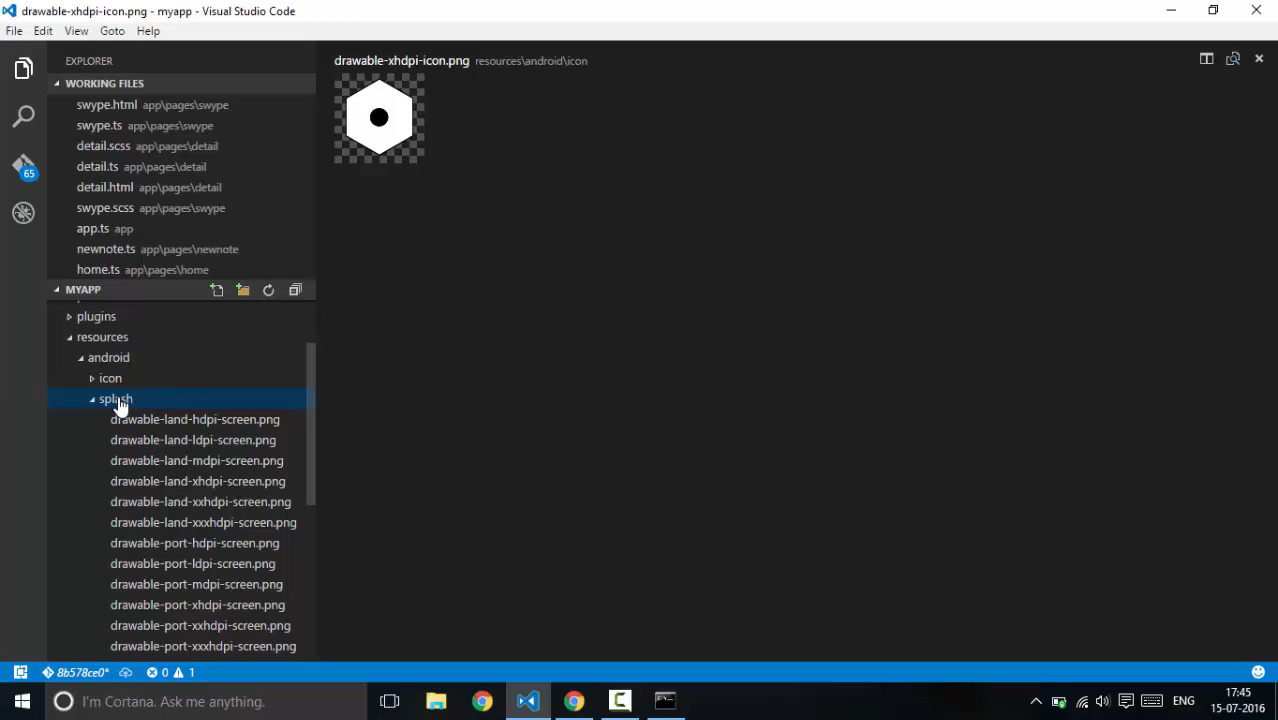 drawable-xhdpi-icon.png - myapp - Visual Studio Code
File Edit View Goto Help
EXPLORER
WORKING FILES
swype.html app\pages\swype
swype.ts app\pages\swype
detail.scss app\pages\detail
detail.ts app\pages\detail
detail.html app\pages\detail
swype.scss app\pages\swype
app.ts app
newnote.ts app\pages\newnote
home.ts app\pages\home
MYAPP
plugins
resources
android
icon
splash
drawable-land-hdpi-screen.png
drawable-land-ldpi-screen.png
drawable-land-mdpi-screen.png
drawable-land-xhdpi-screen.png
drawable-land-xxhdpi-screen.png
drawable-land-xxxhdpi-screen.png
drawable-port-hdpi-screen.png
drawable-port-ldpi-screen.png
drawable-port-mdpi-screen.png
drawable-port-xhdpi-screen.png
drawable-port-xxhdpi-screen.png
drawable-port-xxxhdpi-screen.png
drawable-xhdpi-icon.png resources\android\icon
65
8b578ce0* 0 1
I'm Cortana. Ask me anything.
ENG
17:45
15-07-2016